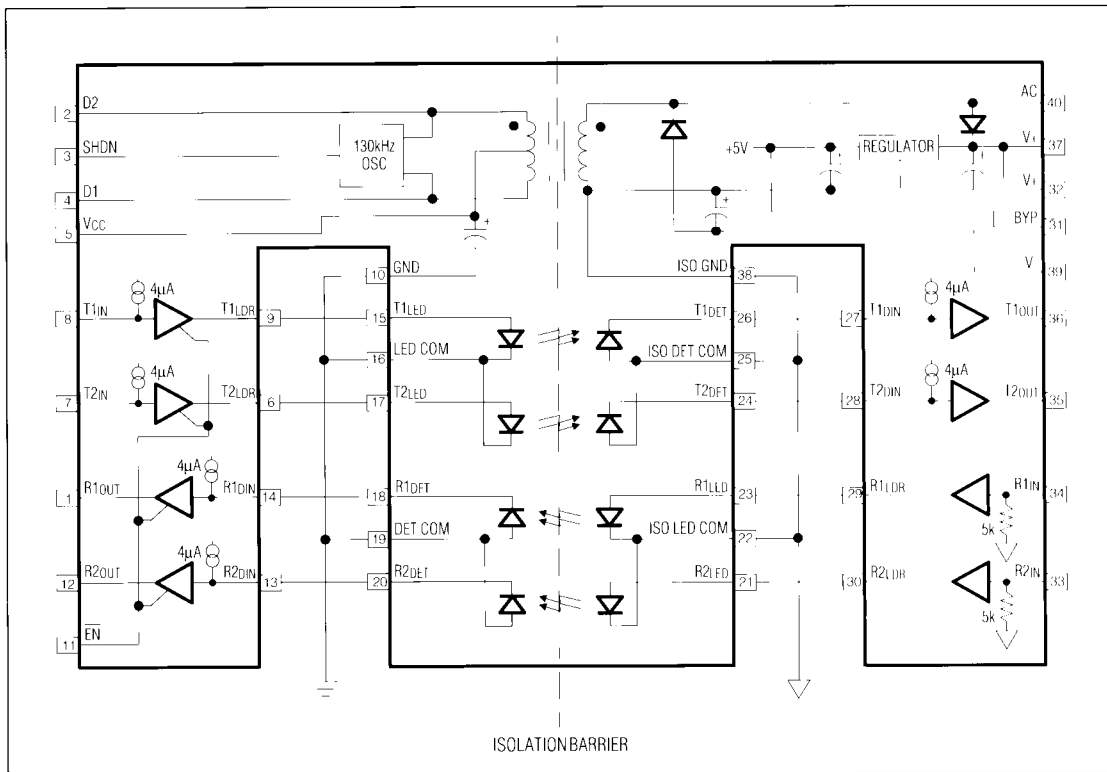 D2
2
SHDN
3
D1
4
VCC
5
130kHz
OSC
+
AC
40
V+
37
V+
32
BYP
31
V
39
+5V
REGULATOR
+
+
+
GND
10
ISO GND
38
T1IN
8
4μA
T1LDR
9
15
T1LED
T1DET
26
27
T1DIN
4μA
T1OUT
36
16
LED COM
ISO DET COM
25
T2IN
7
4μA
T2LDR
6
17
T2LED
T2DET
24
28
T2DIN
4μA
T2OUT
35
R1OUT
1
4μA
R1DIN
14
18
R1DET
R1LED
23
29
R1LDR
R1IN
34
5k
19
DET COM
ISO LED COM
22
R2OUT
12
4μA
R2DIN
13
20
R2DET
R2LED
21
30
R2LDR
R2IN
33
5k
EN
11
ISOLATION BARRIER